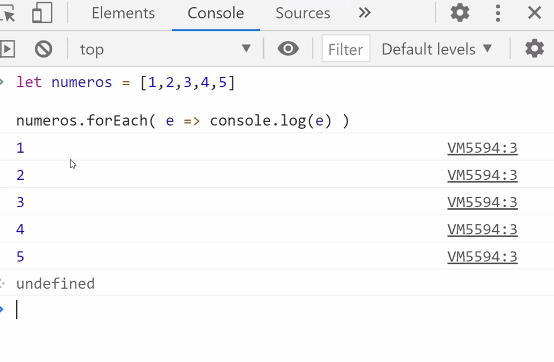 Elements Console Sources »
top Filter Default levels ▼
let numeros = [1,2,3,4,5]
numeros.forEach( e => console.log(e) )
1 VM5594:3
2 VM5594:3
3 VM5594:3
4 VM5594:3
5 VM5594:3
undefined